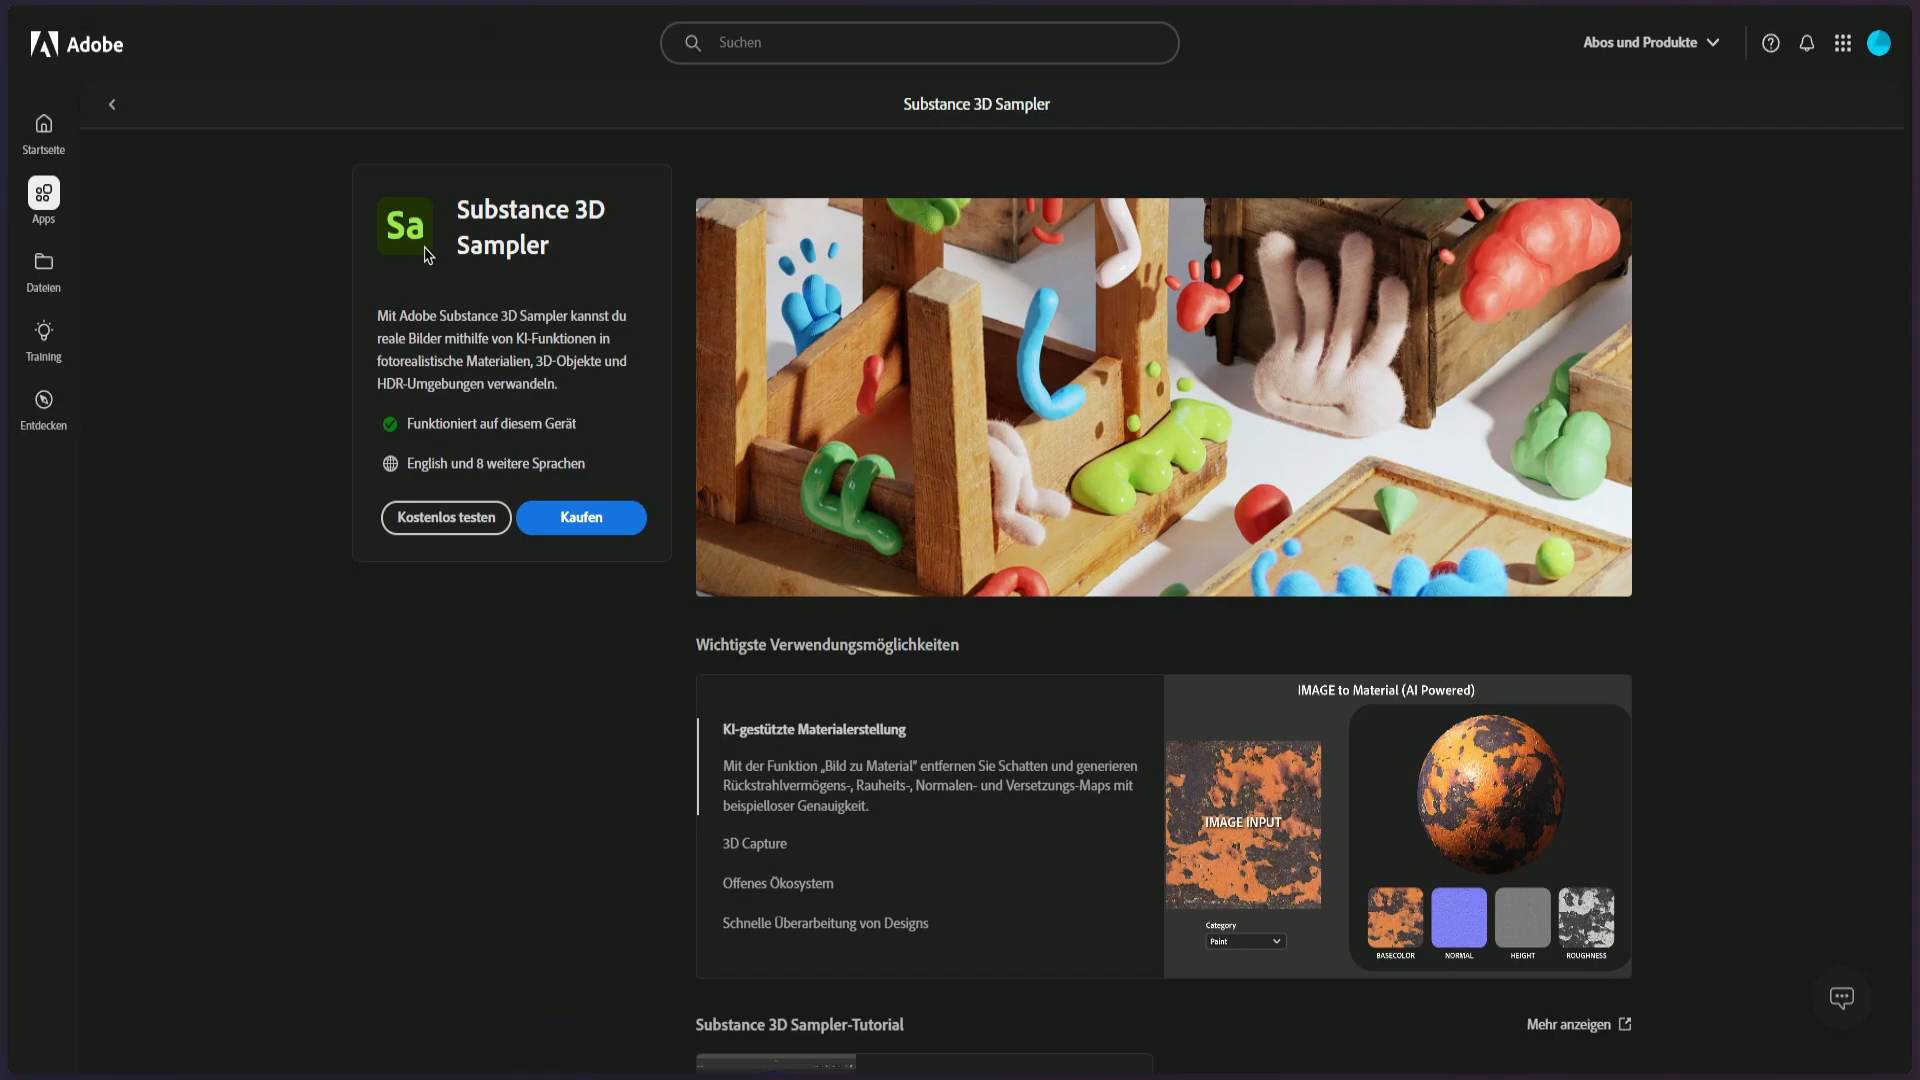 Adobe
Suchen
Abos und Produkte
Substance 3D Sampler
Startseite
Apps
Dateien
Training
Entdecken
Sa
Substance 3D
Sampler
Mit Adobe Substance 3D Sampler kannst du
reale Bilder mithilfe von KI-Funktionen in
fotorealistische Materialien, 3D-Objekte und
HDR-Umgebungen verwandeln.
Funktioniert auf diesem Gerät
English und 8 weitere Sprachen
Kostenlos testen
Kaufen
Wichtigste Verwendungsmöglichkeiten
KI-gestützte Materialerstellung
Mit der Funktion „Bild zu Material“ entfernen Sie Schatten und generieren
Rückstrahlvermögens-, Rauheits-, Normalen- und Versetzungs-Maps mit
beispielloser Genauigkeit.
3D Capture
Offenes Ökosystem
Schnelle Überarbeitung von Designs
IMAGE to Material (AI Powered)
IMAGE INPUT
Category
Paint
BASECOLOR
NORMAL
HEIGHT
ROUGHNESS
Substance 3D Sampler-Tutorial
Mehr anzeigen